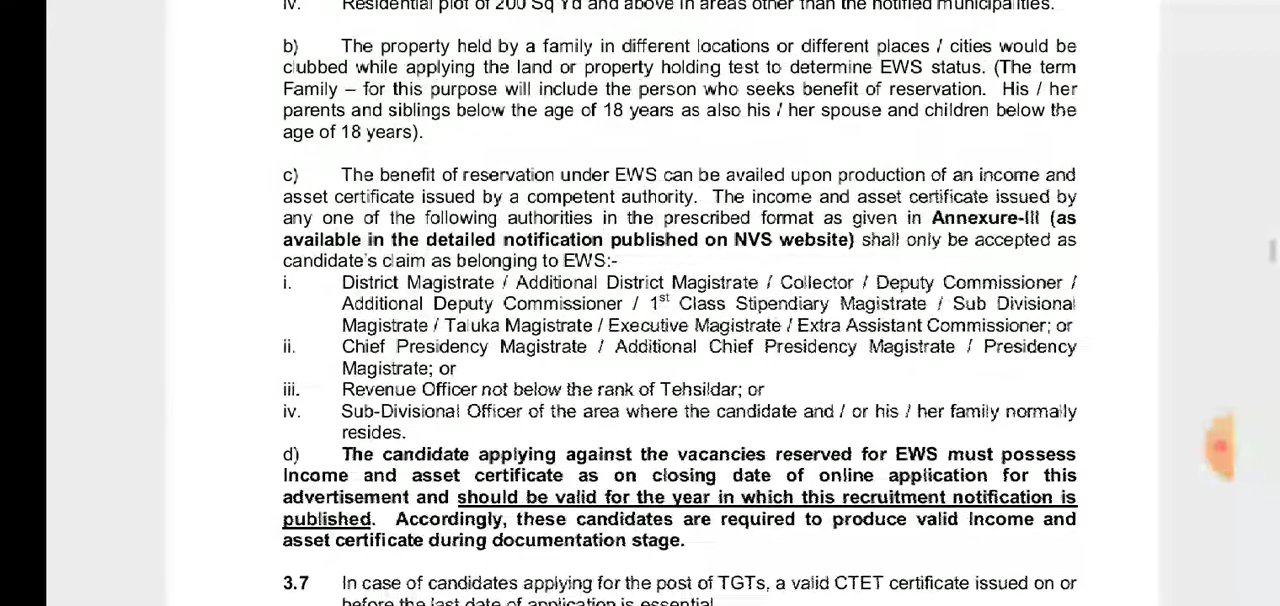 iv. Residential plot of 200 Sq Yd and above in areas other than the notified municipalities.
b) The property held by a family in different locations or different places / cities would be
clubbed while applying the land or property holding test to determine EWS status. (The term
Family – for this purpose will include the person who seeks benefit of reservation. His / her
parents and siblings below the age of 18 years as also his / her spouse and children below the
age of 18 years).
c) The benefit of reservation under EWS can be availed upon production of an income and
asset certificate issued by a competent authority. The income and asset certificate issued by
any one of the following authorities in the prescribed format as given in Annexure-III (as
available in the detailed notification published on NVS website) shall only be accepted as
candidate's claim as belonging to EWS:-
i. District Magistrate / Additional District Magistrate / Collector / Deputy Commissioner /
Additional Deputy Commissioner / 1st Class Stipendiary Magistrate / Sub Divisional
Magistrate / Taluka Magistrate / Executive Magistrate / Extra Assistant Commissioner; or
ii. Chief Presidency Magistrate / Additional Chief Presidency Magistrate / Presidency
Magistrate; or
iii. Revenue Officer not below the rank of Tehsildar; or
iv. Sub-Divisional Officer of the area where the candidate and / or his / her family normally
resides.
d) The candidate applying against the vacancies reserved for EWS must possess
Income and asset certificate as on closing date of online application for this
advertisement and should be valid for the year in which this recruitment notification is
published. Accordingly, these candidates are required to produce valid Income and
asset certificate during documentation stage.
3.7 In case of candidates applying for the post of TGTs, a valid CTET certificate issued on or
before the last date of application is essential.